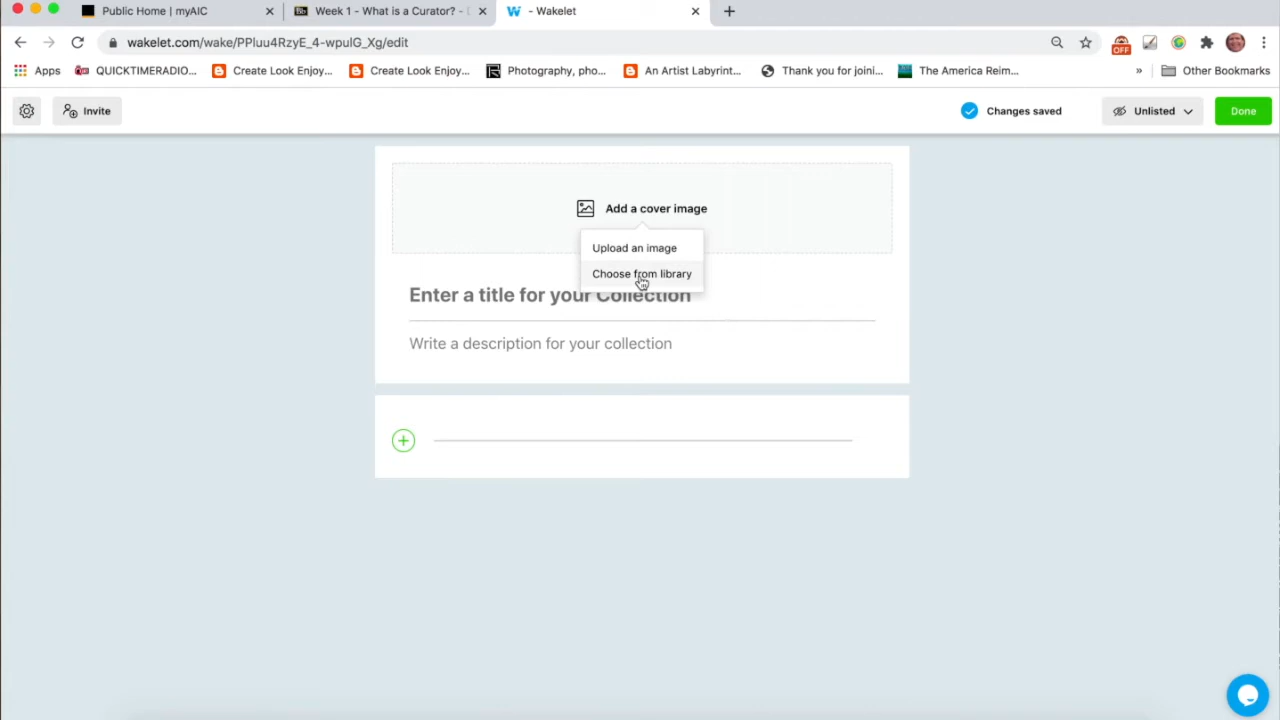 Public Home | myAIC
Week 1 - What is a Curator? -
- Wakelet
wakelet.com/wake/PPluu4RzyE_4-wpulG_Xg/edit
OFF
Apps
QUICKTIMERADIO...
Create Look Enjoy...
Create Look Enjoy...
Photography, pho...
An Artist Labyrint...
Thank you for joini...
The America Reim...
»
Other Bookmarks
Invite
Changes saved
Unlisted
Done
Add a cover image
Upload an image
Choose from library
Enter a title for your Collection
Write a description for your collection